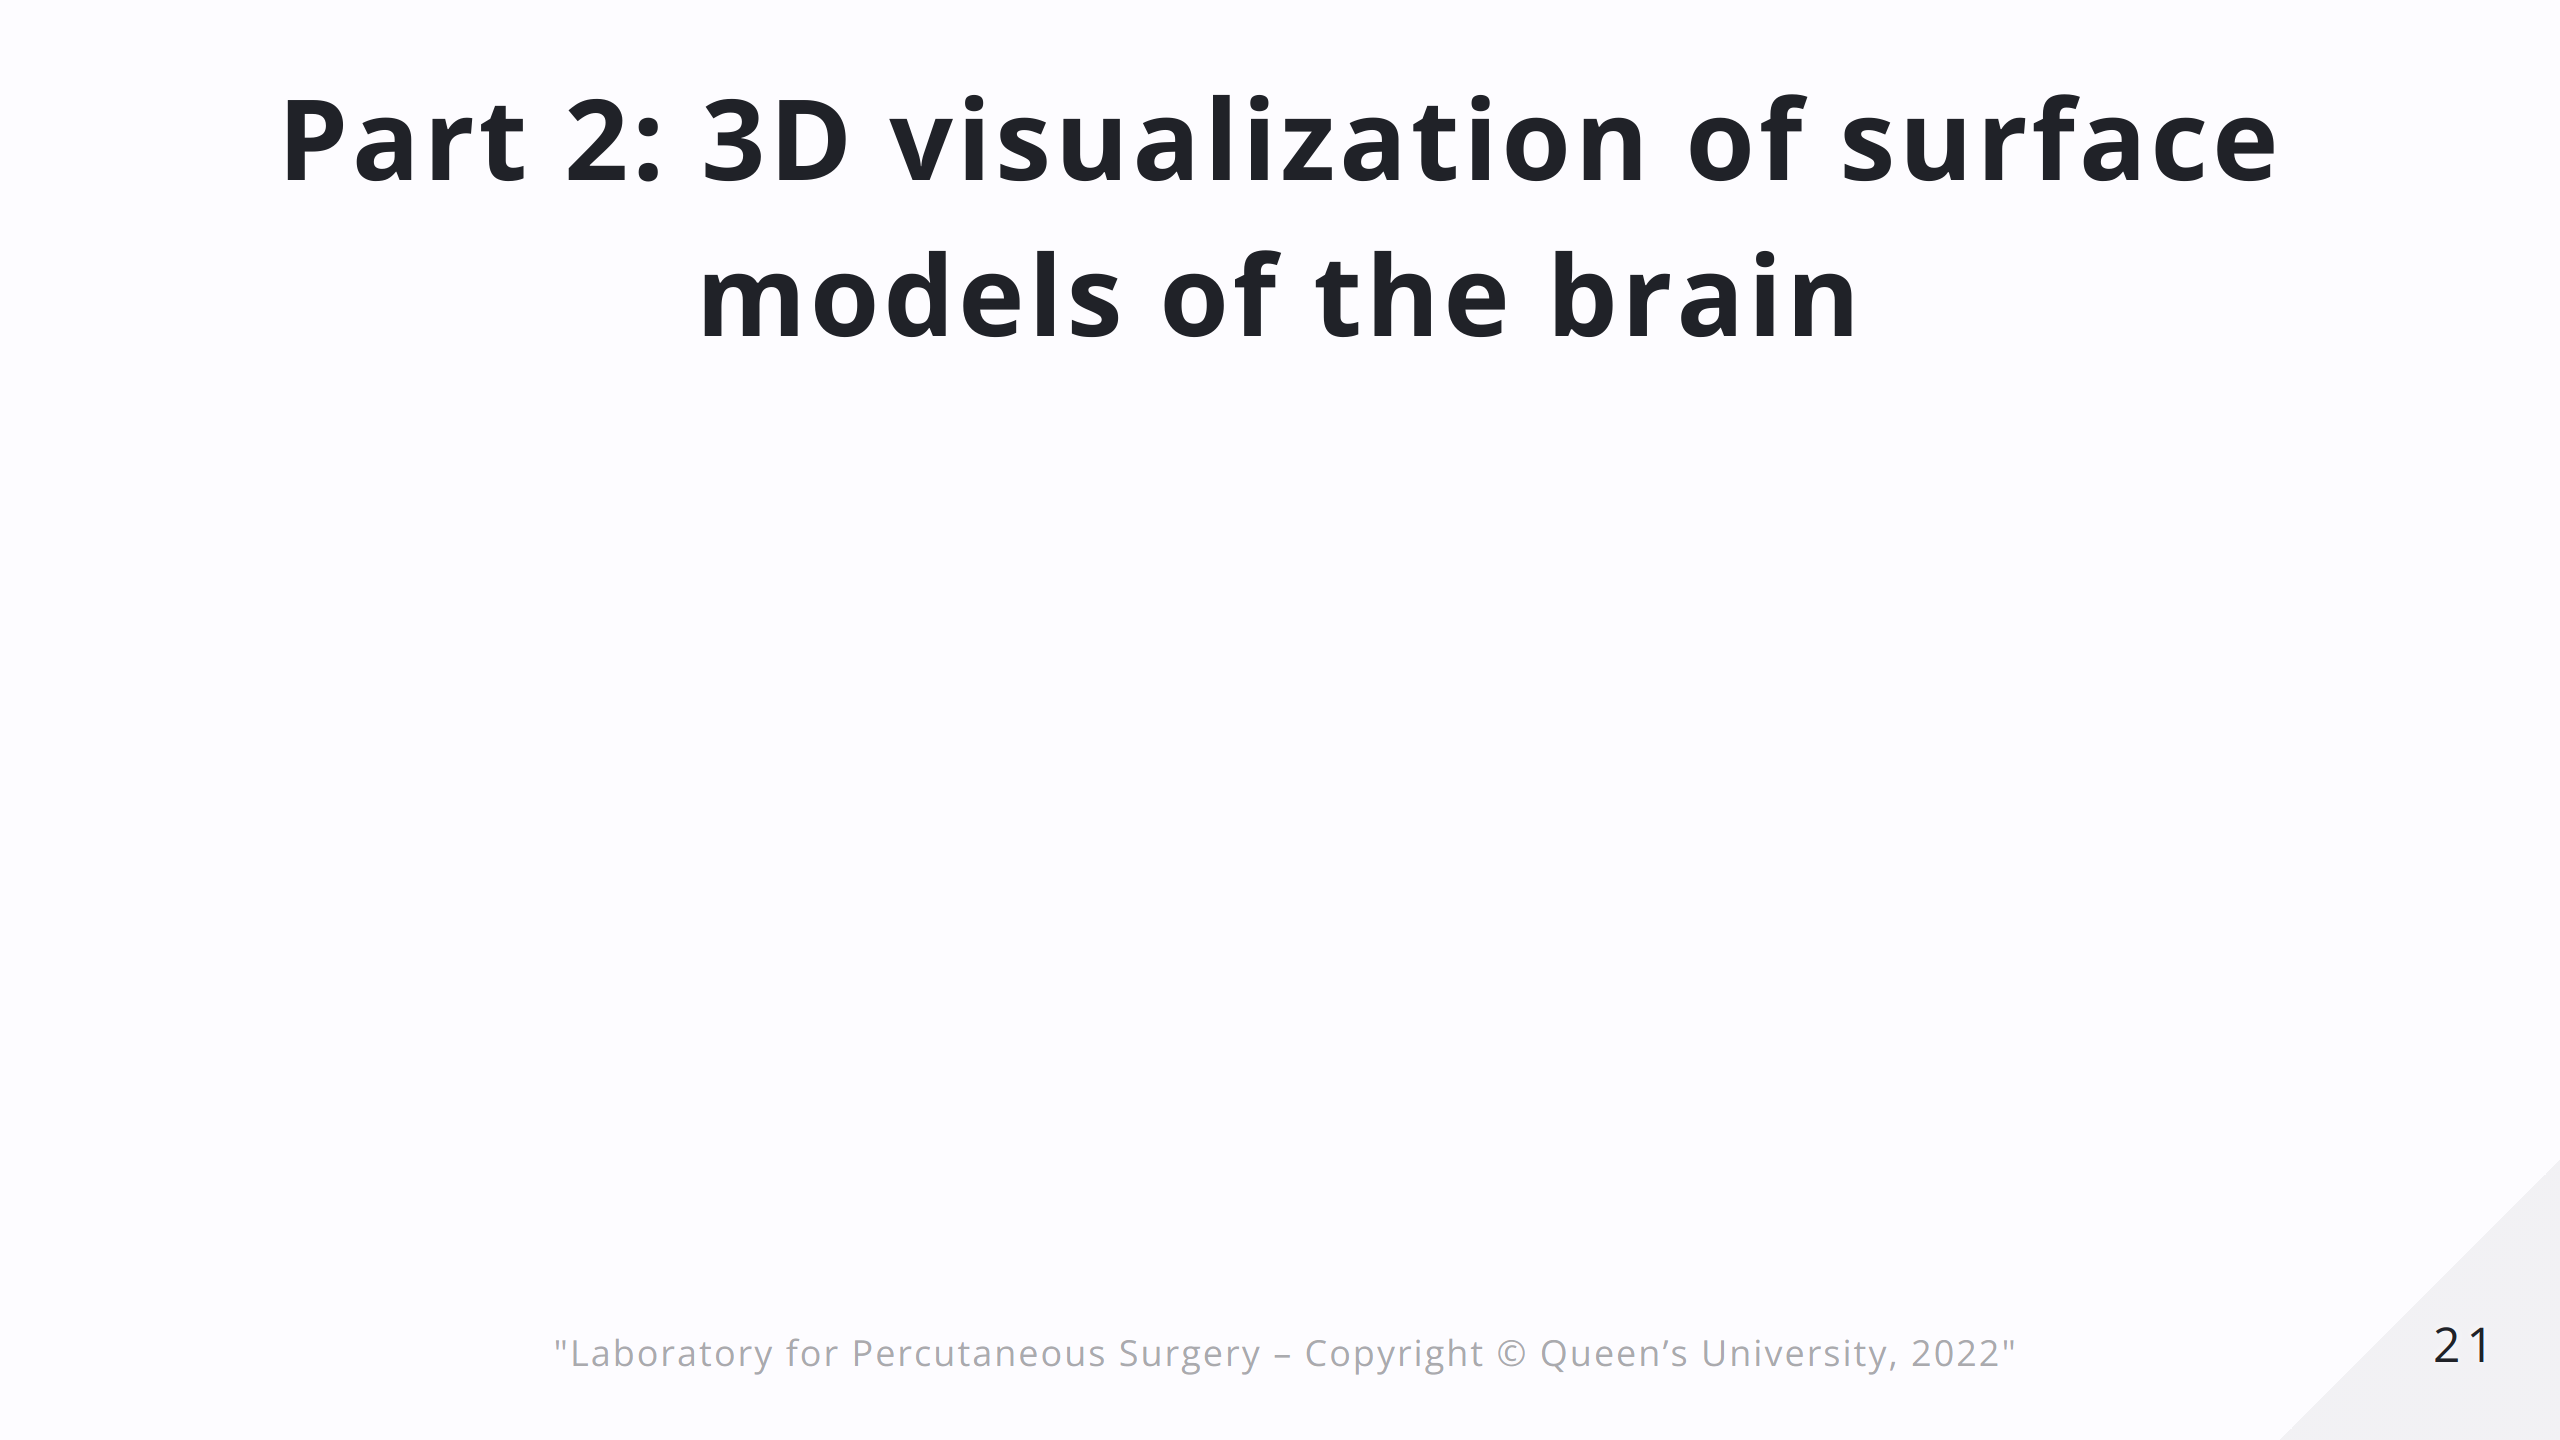 Part 2: 3D visualization of surface
models of the brain
"Laboratory for Percutaneous Surgery – Copyright © Queen’s University, 2022"
21